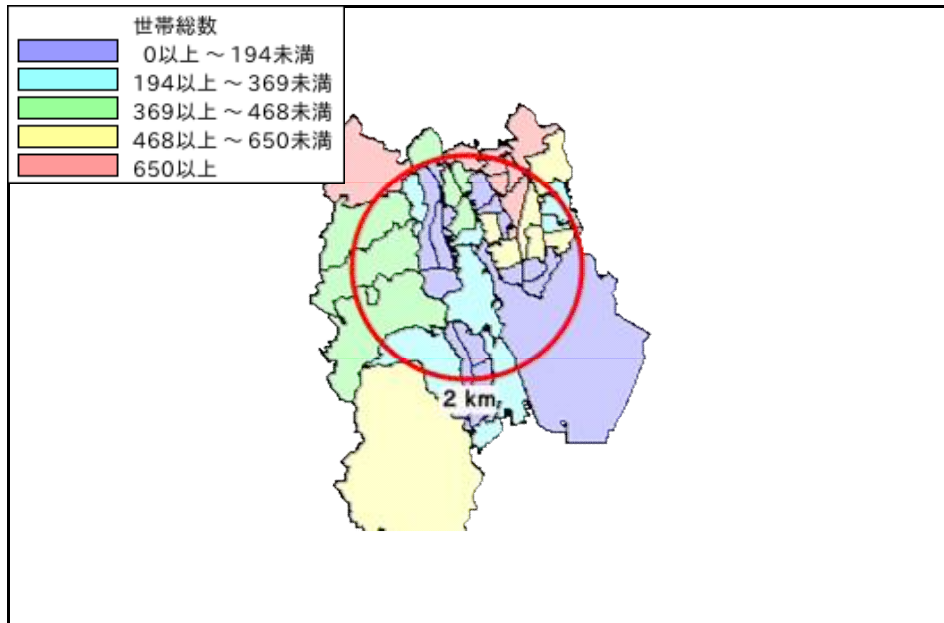 世帯総数
0以上 ～ 194未満
194以上 ～ 369未満
369以上 ～ 468未満
468以上 ～ 650未満
650以上
2 km